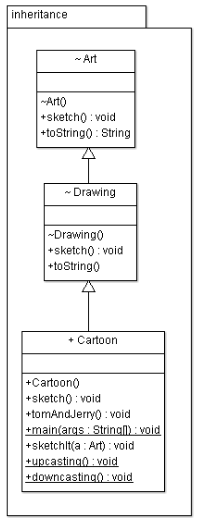 inheritance
~ Art
~Art()
+sketch() : void
+toString() : String
~ Drawing
~Drawing()
+sketch() : void
+toString()
+ Cartoon
+Cartoon()
+sketch() : void
+tomAndJerry() : void
+main(args : String[]) : void
+sketchIt(a : Art) : void
+upcasting() : void
+downcasting() : void